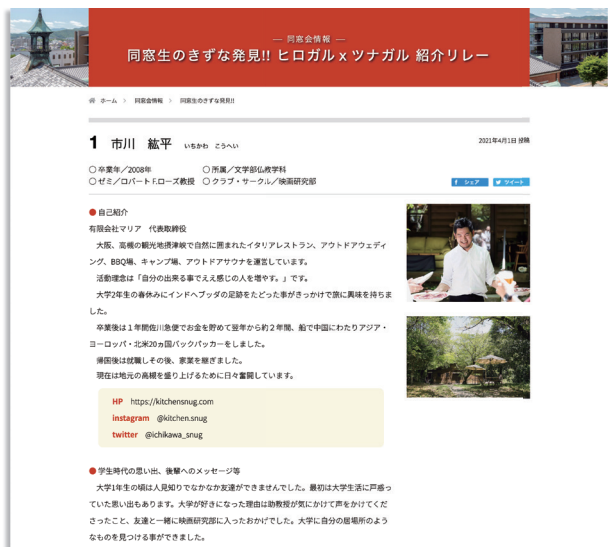 — 同窓会情報 —
同窓生のきずな発見!! ヒロガル x ツナガル 紹介リレー
ホーム › 同窓会情報 › 同窓生のきずな発見!!
1 市川 紘平 いちかわ こうへい
2021年4月1日 投稿
○ 卒業年／2008年 ○ 所属／文学部仏教学科
○ ゼミ／ロバート F.ローズ教授 ○ クラブ・サークル／映画研究部
シェア ツイート
● 自己紹介
有限会社マリア 代表取締役
大阪、高槻の観光地摂津峡で自然に囲まれたイタリアレストラン、アウトドアウェディ
ング、BBQ場、キャンプ場、アウトドアサウナを運営しています。
活動理念は「自分の出来る事でええ感じの人を増やす。」です。
大学2年生の春休みにインドへブッダの足跡をたどった事がきっかけで旅に興味を持ちま
した。
卒業後は１年間佐川急便でお金を貯めて翌年から約２年間、船で中国にわたりアジア・
ヨーロッパ・北米20ヵ国バックパッカーをしました。
帰国後は就職しその後、家業を継ぎました。
現在は地元の高槻を盛り上げるために日々奮闘しています。
HP https://kitchensnug.com
instagram @kitchen.snug
twitter @ichikawa_snug
● 学生時代の思い出、後輩へのメッセージ等
大学1年生の頃は人見知りでなかなか友達ができませんでした。最初は大学生活に戸惑っ
ていた思い出もあります。大学が好きになった理由は助教授が気にかけて声をかけてくだ
さったこと、友達と一緒に映画研究部に入ったおかげでした。大学に自分の居場所のよう
なものを見つける事ができました。